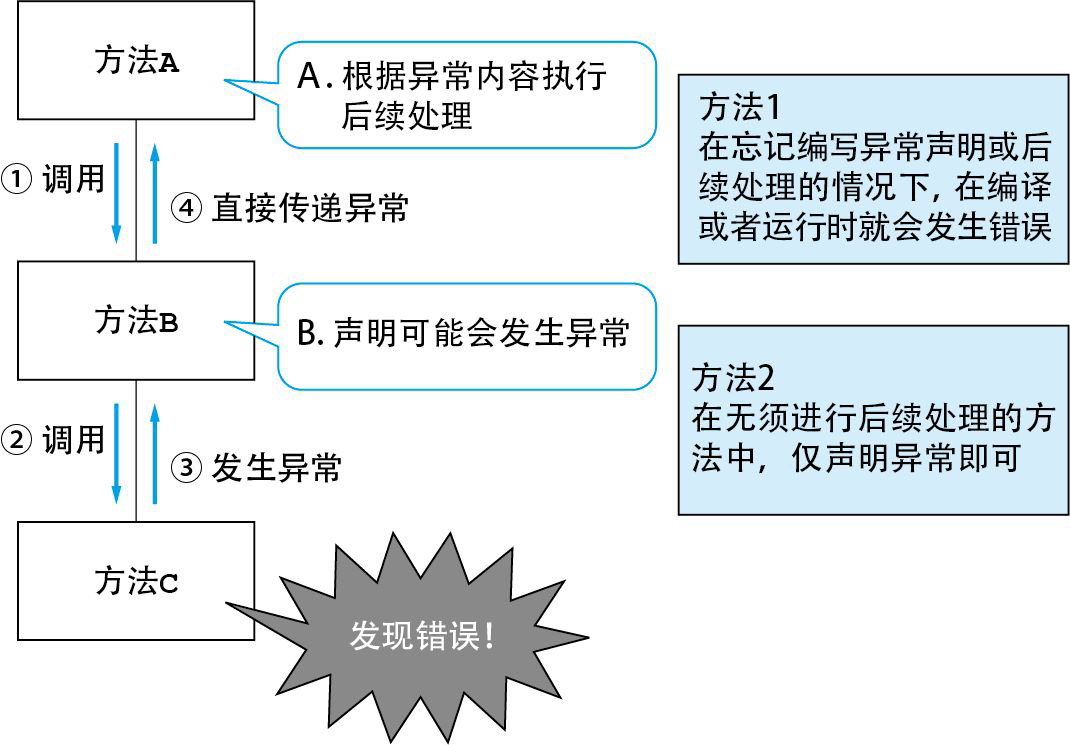 方法A
A. 根据异常内容执行
后续处理
① 调用
④ 直接传递异常
方法B
B. 声明可能会发生异常
② 调用
③ 发生异常
方法C
发现错误!
方法1
在忘记编写异常声明或后
续处理的情况下, 在编译
或者运行时就会发生错误
方法2
在无须进行后续处理的方
法中，仅声明异常即可